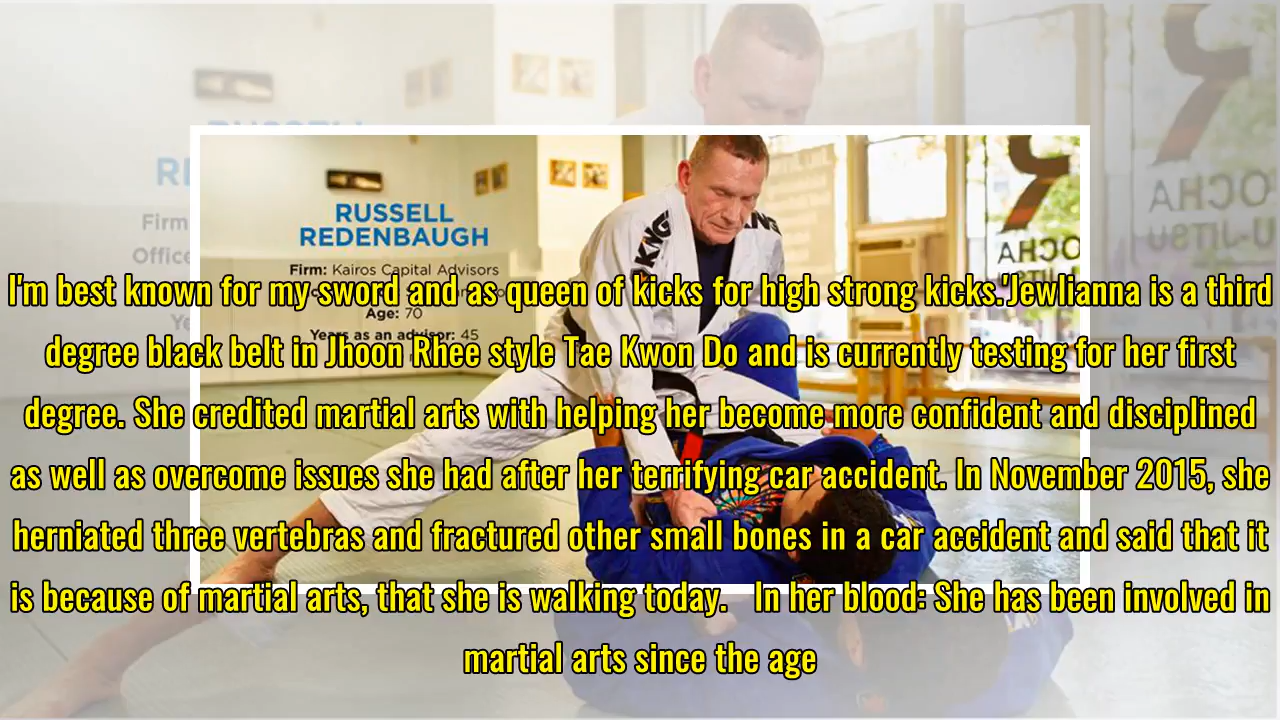 RUSSELL
REDENBAUGH
Firm: Kairos Capital Advisors
I'm best known for my sword and as queen of kicks for high strong kicks.'Jewlianna is a third
Age: 70
Years as an advisor: 45
degree black belt in Jhoon Rhee style Tae Kwon Do and is currently testing for her first
degree. She credited martial arts with helping her become more confident and disciplined
as well as overcome issues she had after her terrifying car accident. In November 2015, she
herniated three vertebras and fractured other small bones in a car accident and said that it
is because of martial arts, that she is walking today. In her blood: She has been involved in
martial arts since the age